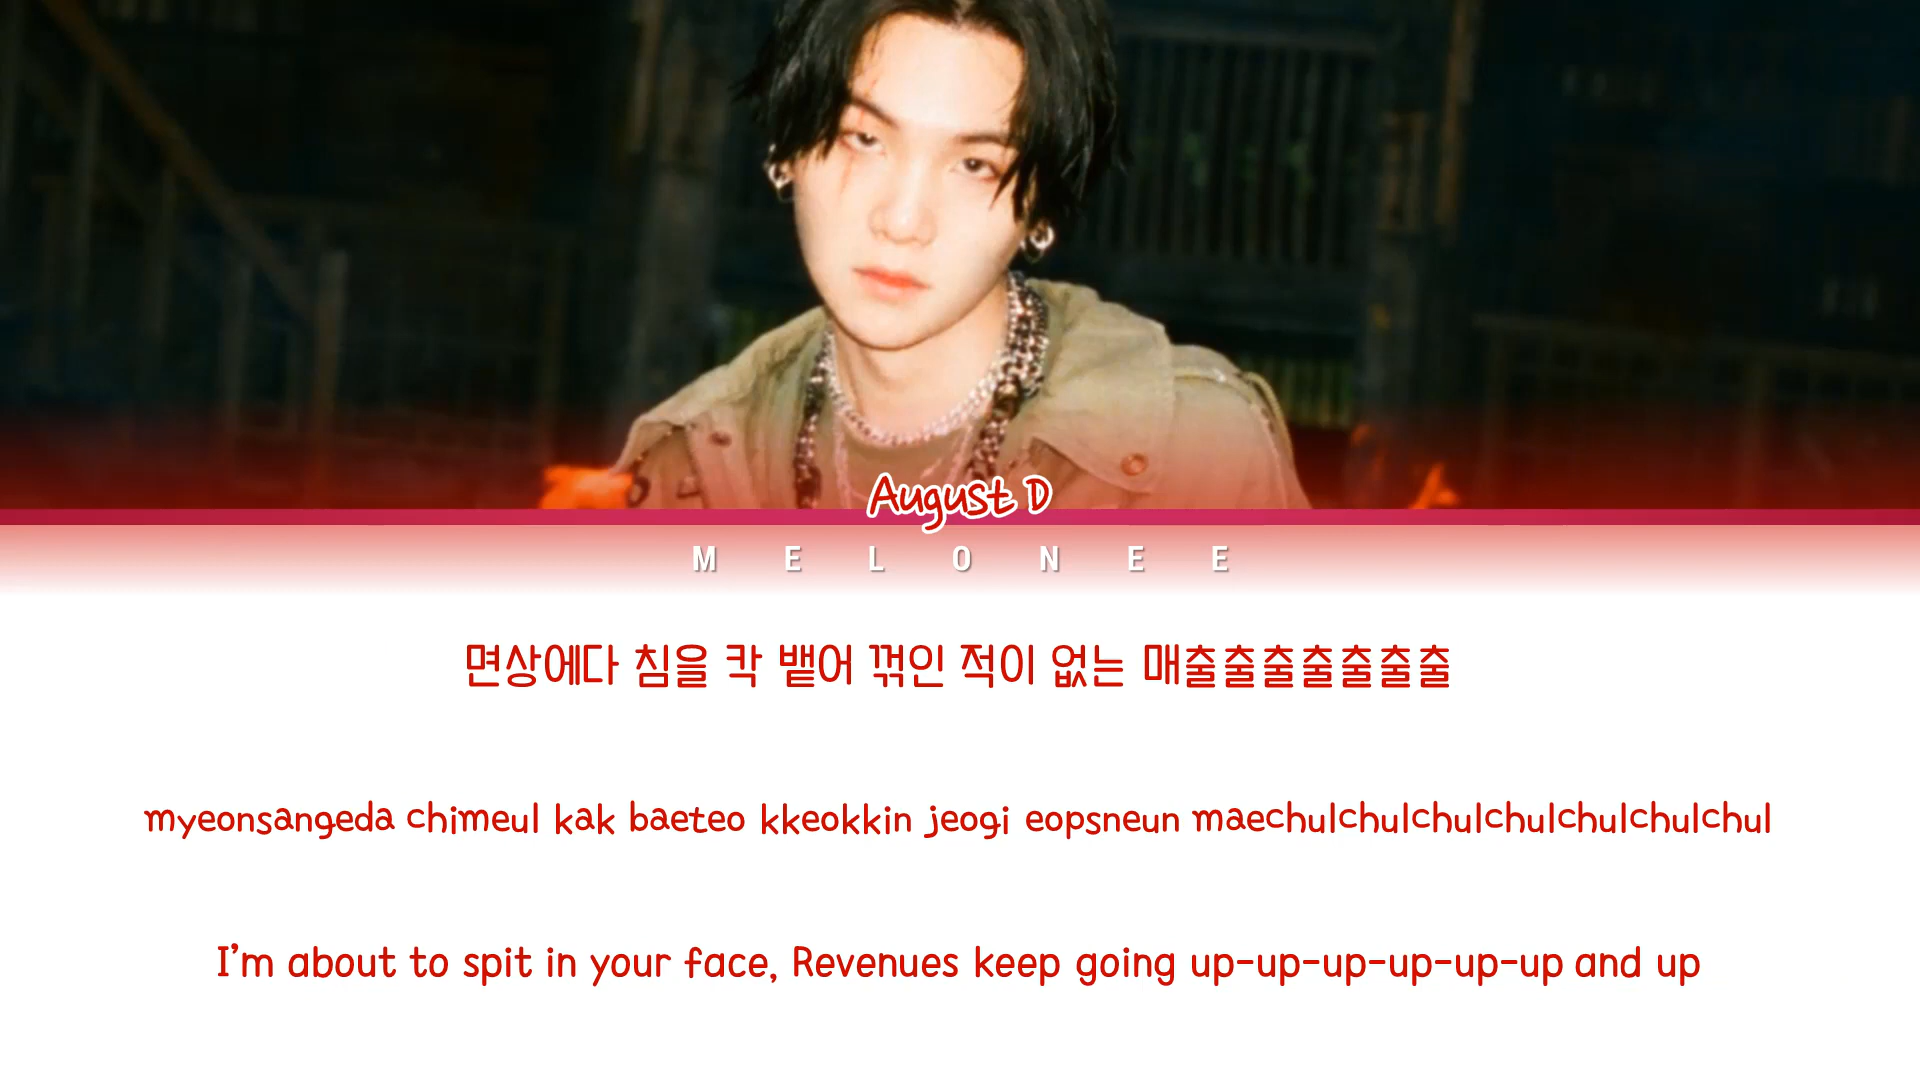 August D
MELONEE
면상에다 침을 칵 뱉어 꺾인 적이 없는 매출출출출출출출
myeonsangeda chimeul kak baeteo kkeokkin jeogi eopsneun maechulchulchulchulchulchulchul
I'm about to spit in your face, Revenues keep going up-up-up-up-up-up and up